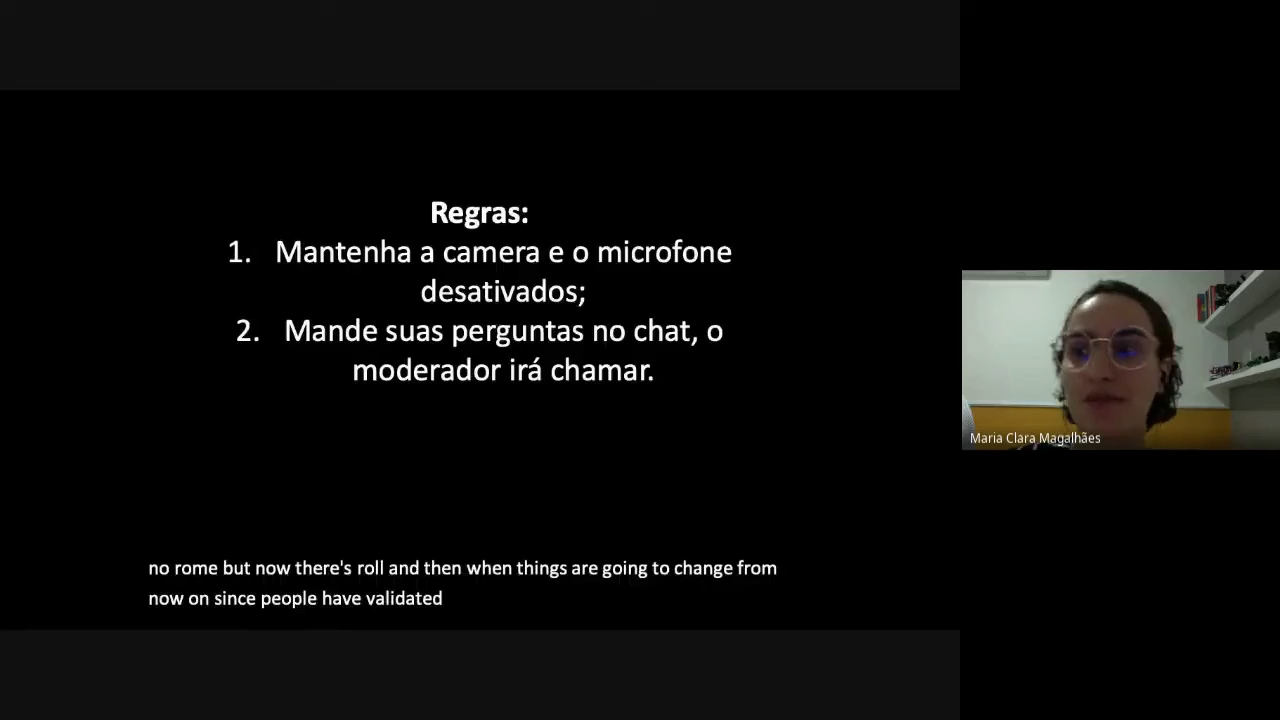 Regras:
1. Mantenha a camera e o microfone
desativados;
2. Mande suas perguntas no chat, o
moderador irá chamar.
Maria Clara Magalhães
no rome but now there's roll and then when things are going to change from
now on since people have validated